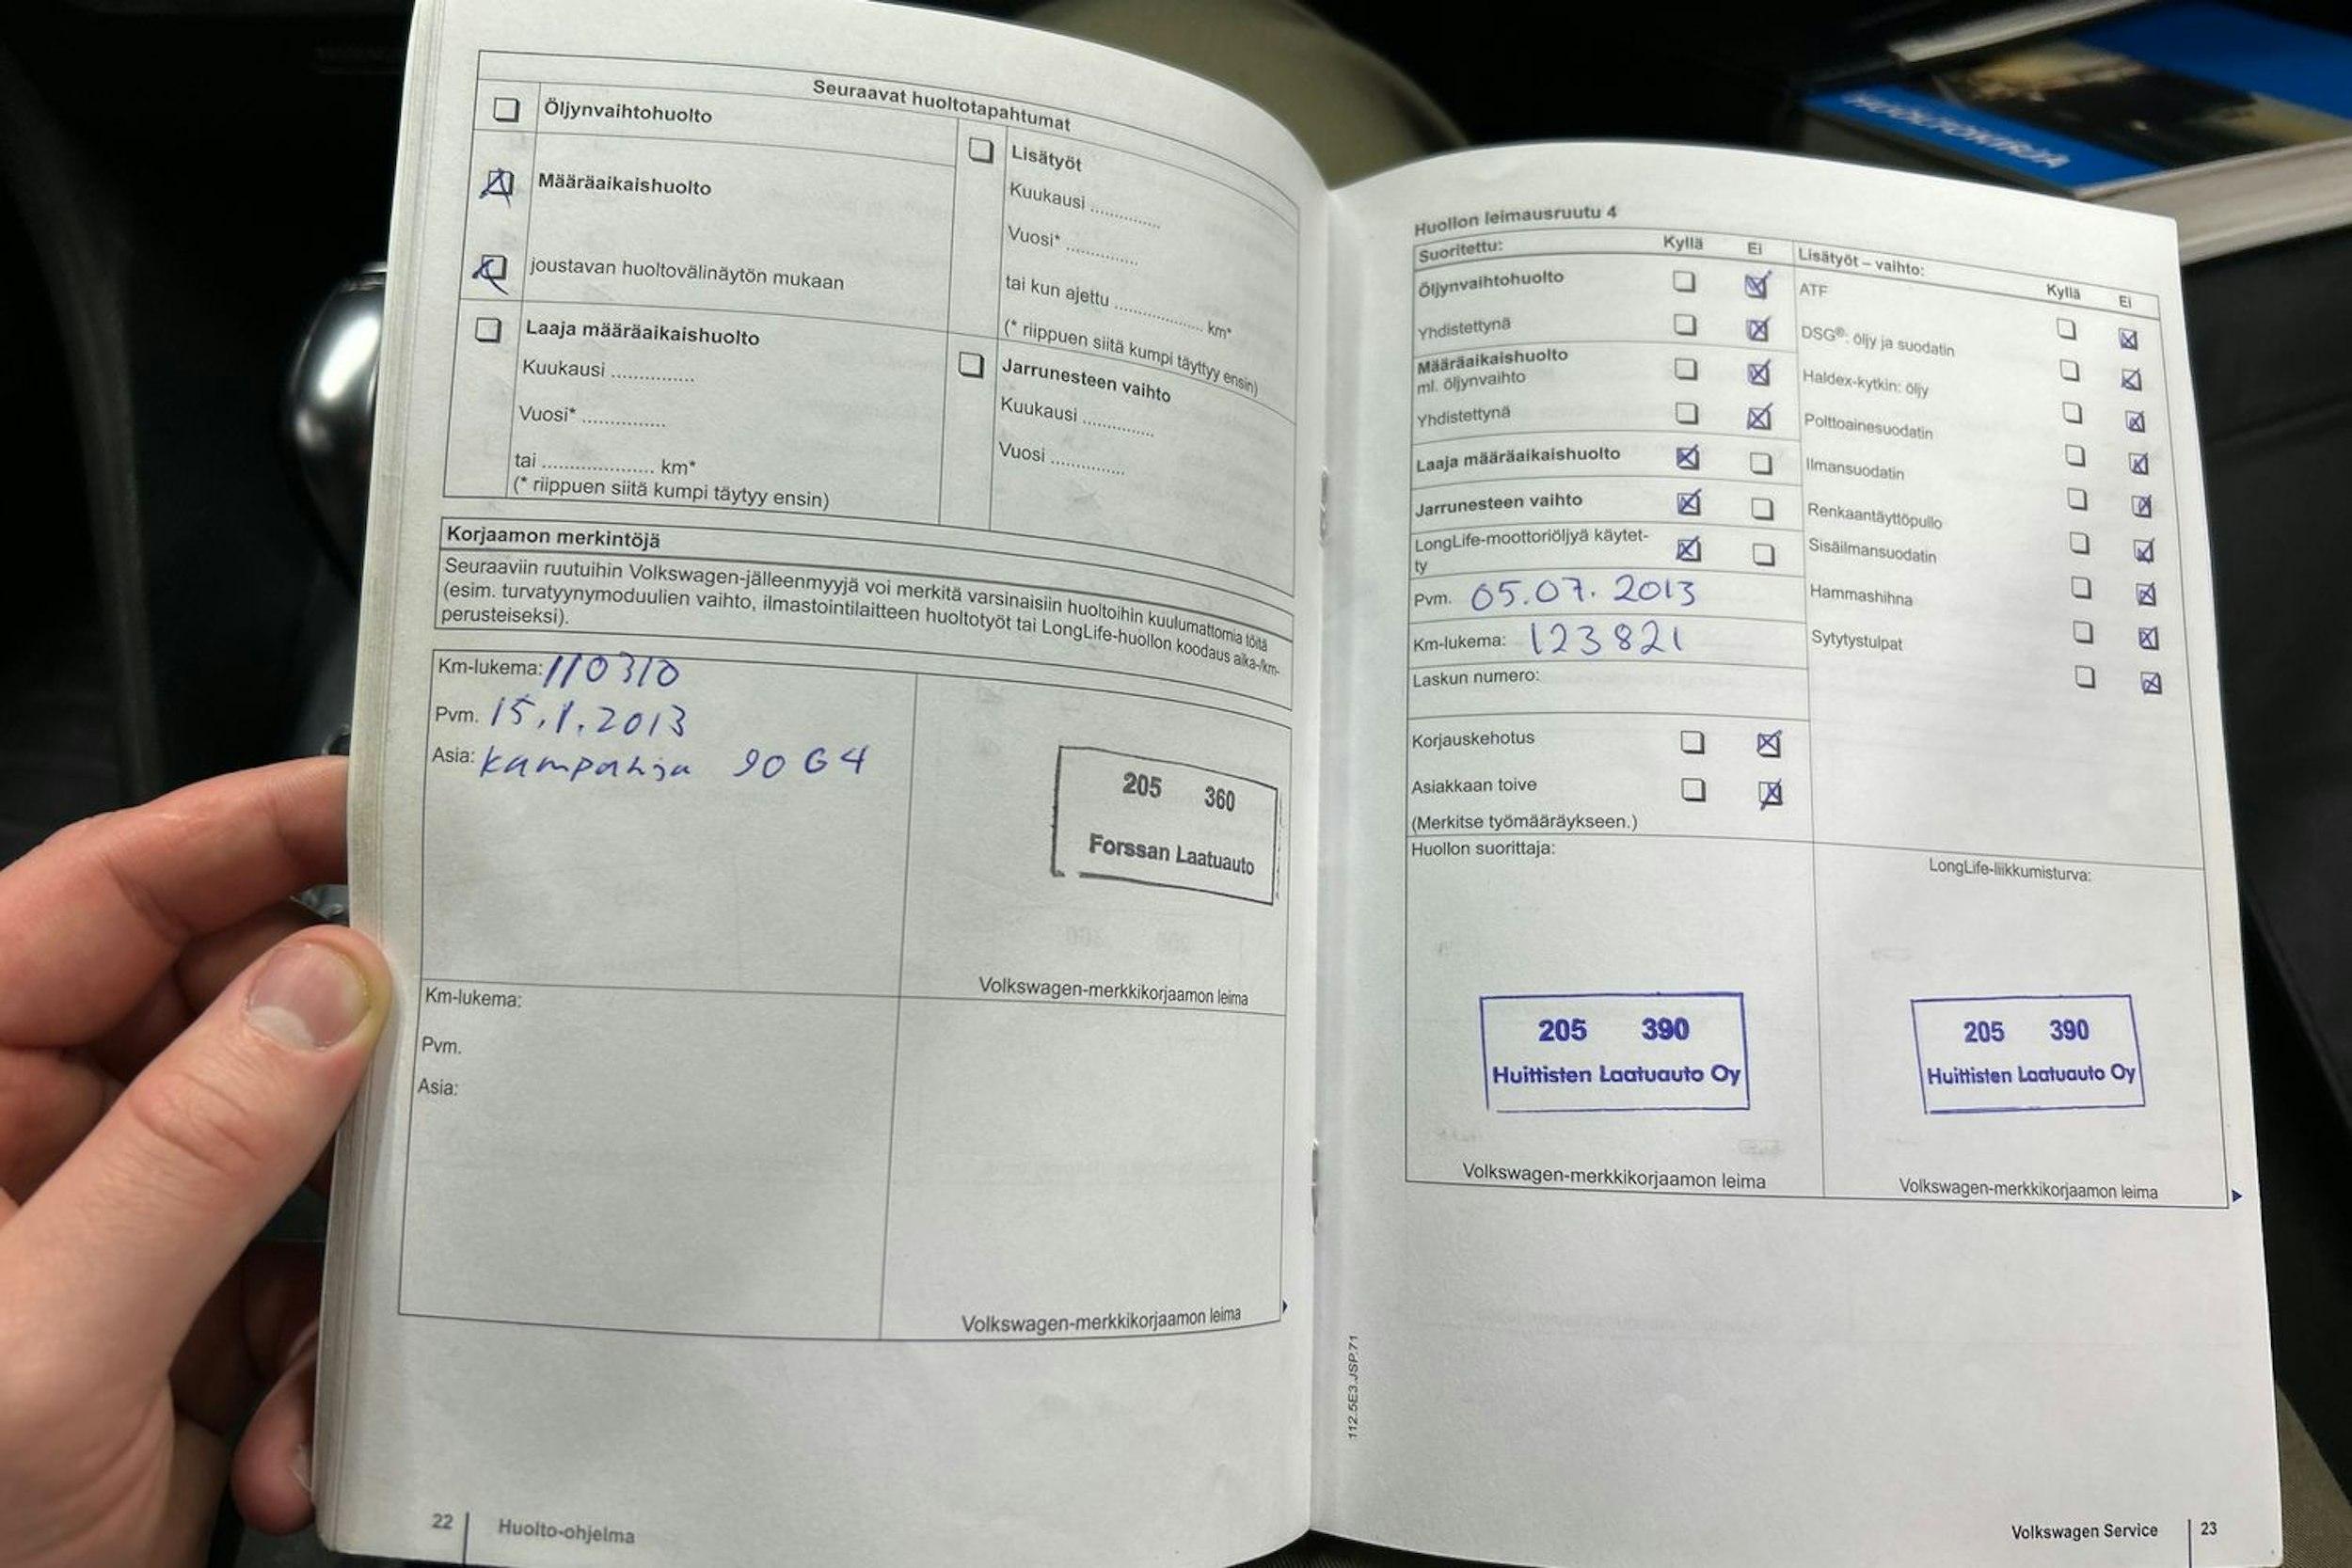 HUOLTOKIRJA
Seuraavat huoltotapahtumat
Öljynvaihtohuolto
Määräaikaishuolto
joustavan huoltovälinäytön mukaan
Laaja määräaikaishuolto
Kuukausi ..............
Vuosi* ..............
tai ................... km*
(* riippuen siitä kumpi täytyy ensin)
Lisätyöt
Kuukausi ............
Vuosi* ............
tai kun ajettu ............... km*
(* riippuen siitä kumpi täyttyy ensin)
Jarrunesteen vaihto
Kuukausi ............
Vuosi ............
Korjaamon merkintöjä
Seuraaviin ruutuihin Volkswagen-jälleenmyyjä voi merkitä varsinaisiin huoltoihin kuulumattomia töitä
(esim. turvatyynymoduulien vaihto, ilmastointilaitteen huoltotyöt tai LongLife-huollon koodaus aika-/km-
perusteiseksi).
Km-lukema: 110310
Pvm. 15.1.2013
Asia: kampanja 90G4
205 360
Forssan Laatuauto
Volkswagen-merkkikorjaamon leima
Km-lukema:
Pvm.
Asia:
Volkswagen-merkkikorjaamon leima
22 Huolto-ohjelma
Huollon leimausruutu 4
Suoritettu: Kyllä Ei
Öljynvaihtohuolto
Yhdistettynä
Määräaikaishuolto
ml. öljynvaihto
Yhdistettynä
Laaja määräaikaishuolto
Jarrunesteen vaihto
LongLife-moottoriöljyä käytet-
ty
Pvm. 05.07.2013
Km-lukema: 123821
Laskun numero:
Korjauskehotus
Asiakkaan toive
(Merkitse työmääräykseen.)
Lisätyöt – vaihto: Kyllä Ei
ATF
DSG®: öljy ja suodatin
Haldex-kytkin: öljy
Polttoainesuodatin
Ilmansuodatin
Renkaantäyttöpullo
Sisäilmansuodatin
Hammashihna
Sytytystulpat
Huollon suorittaja:
205 390
Huittisten Laatuauto Oy
Volkswagen-merkkikorjaamon leima
LongLife-liikkumisturva:
205 390
Huittisten Laatuauto Oy
Volkswagen-merkkikorjaamon leima
112.5E3.JSP.71
Volkswagen Service 23